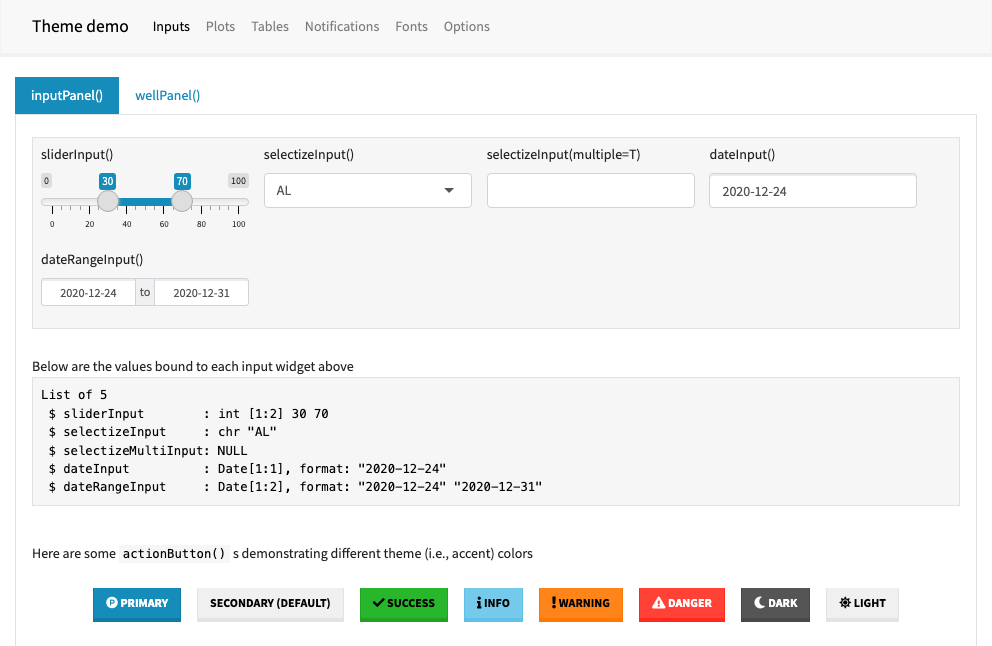 Theme demo Inputs Plots Tables Notifications Fonts Options
inputPanel() wellPanel()
sliderInput() selectizeInput() selectizeInput(multiple=T) dateInput()
0 30 70 100
AL
2020-12-24
0 20 40 60 80 100
dateRangeInput()
2020-12-24 to 2020-12-31
Below are the values bound to each input widget above
List of 5
$ sliderInput : int [1:2] 30 70
$ selectizeInput : chr "AL"
$ selectizeMultiInput: NULL
$ dateInput : Date[1:1], format: "2020-12-24"
$ dateRangeInput : Date[1:2], format: "2020-12-24" "2020-12-31"
Here are some actionButton() s demonstrating different theme (i.e., accent) colors
PRIMARY SECONDARY (DEFAULT) SUCCESS INFO WARNING DANGER DARK LIGHT